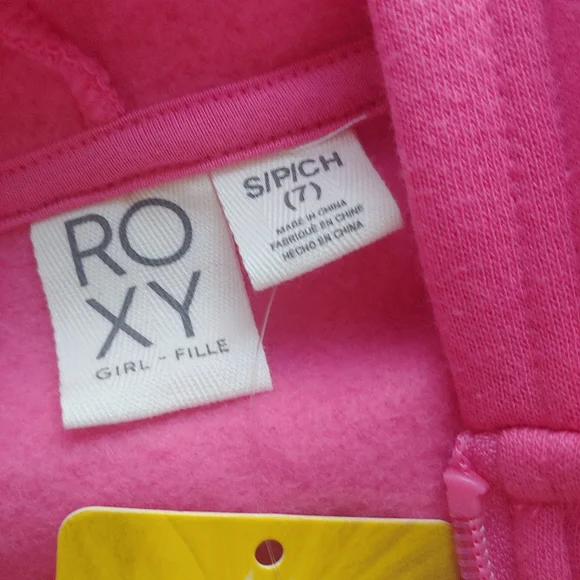 RO
XY
GIRL - FILLE
S/P/CH
(7)
MADE IN CHINA
FABRIQUÉ EN CHINE
HECHO EN CHINA